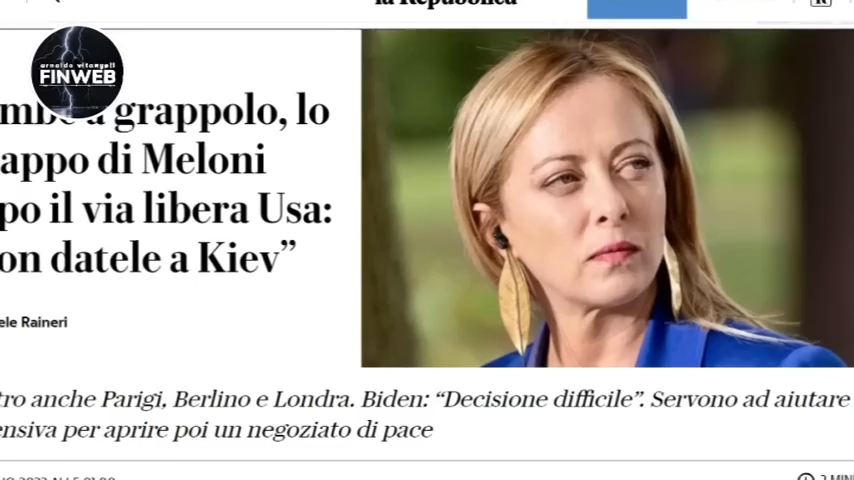 la Repubblica
arnaldo vitangeli
FINWEB
a grappolo, lo
appo di Meloni
po il via libera Usa:
on datele a Kiev”
ele Raineri
tro anche Parigi, Berlino e Londra. Biden: “Decisione difficile”. Servono ad aiutare
ensiva per aprire poi un negoziato di pace